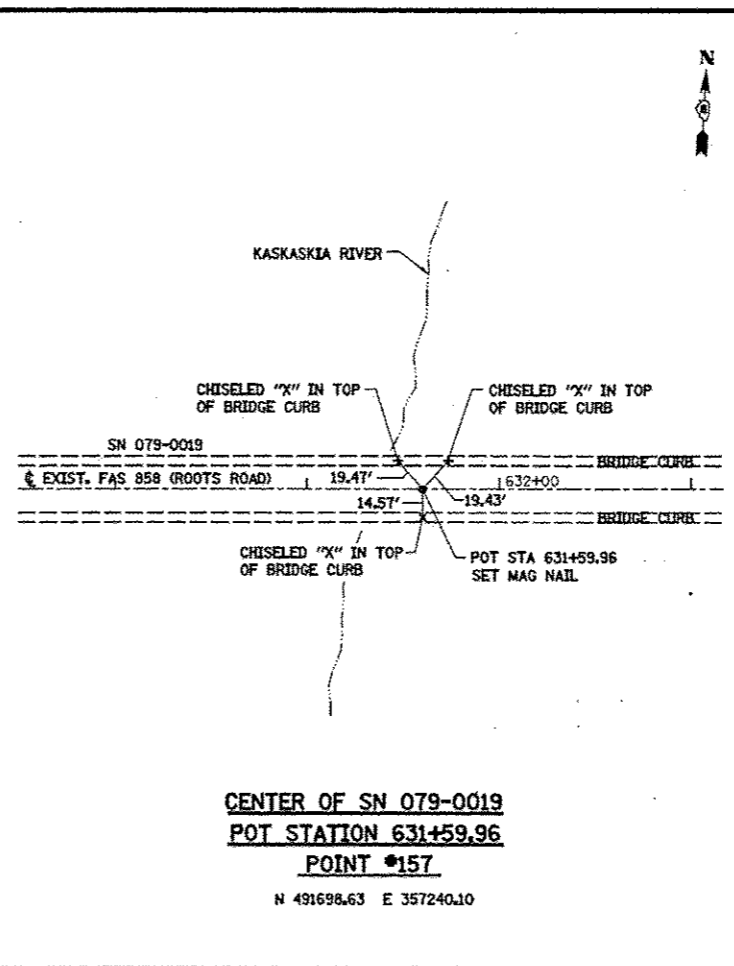 N
KASKASKIA RIVER
CHISELED "X" IN TOP
OF BRIDGE CURB
CHISELED "X" IN TOP
OF BRIDGE CURB
SN 079-0019
BRIDGE CURB
℄ EXIST. FAS 858 (ROOTS ROAD)
19.47'
632+00
14.57'
19.43'
BRIDGE CURB
CHISELED "X" IN TOP
OF BRIDGE CURB
POT STA 631+59.96
SET MAG NAIL
CENTER OF SN 079-0019
POT STATION 631+59.96
POINT #157
N 491698.63 E 357240.10